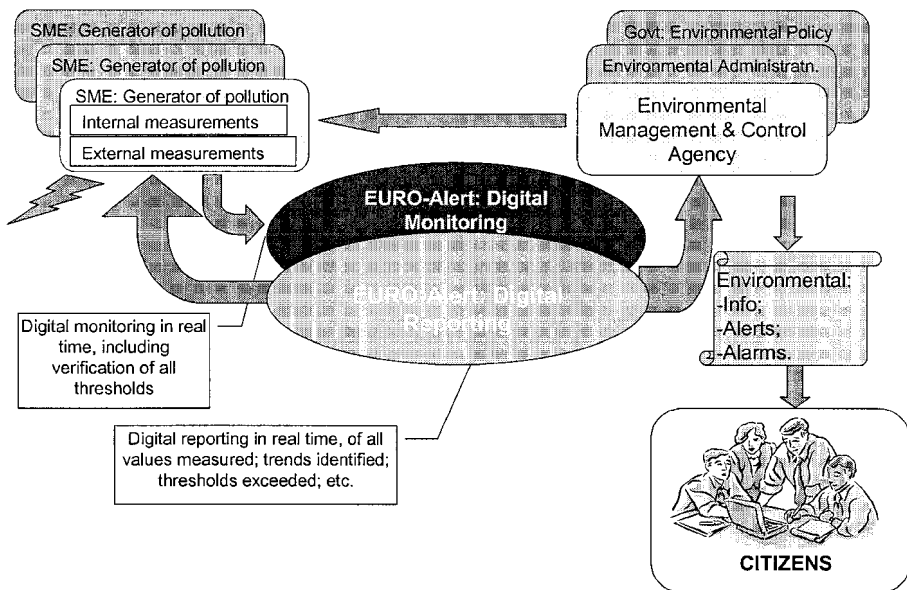 SME: Generator of pollution
SME: Generator of pollution
SME: Generator of pollution
Internal measurements
External measurements
Govt: Environmental Policy
Environmental Administratn.
Environmental
Management & Control
Agency
EURO-Alert: Digital
Monitoring
EURO-Alert: Digital
Reporting
Environmental:
-Info;
-Alerts;
-Alarms.
Digital monitoring in real
time, including
verification of all
thresholds
Digital reporting in real time, of all
values measured; trends identified;
thresholds exceeded; etc.
CITIZENS